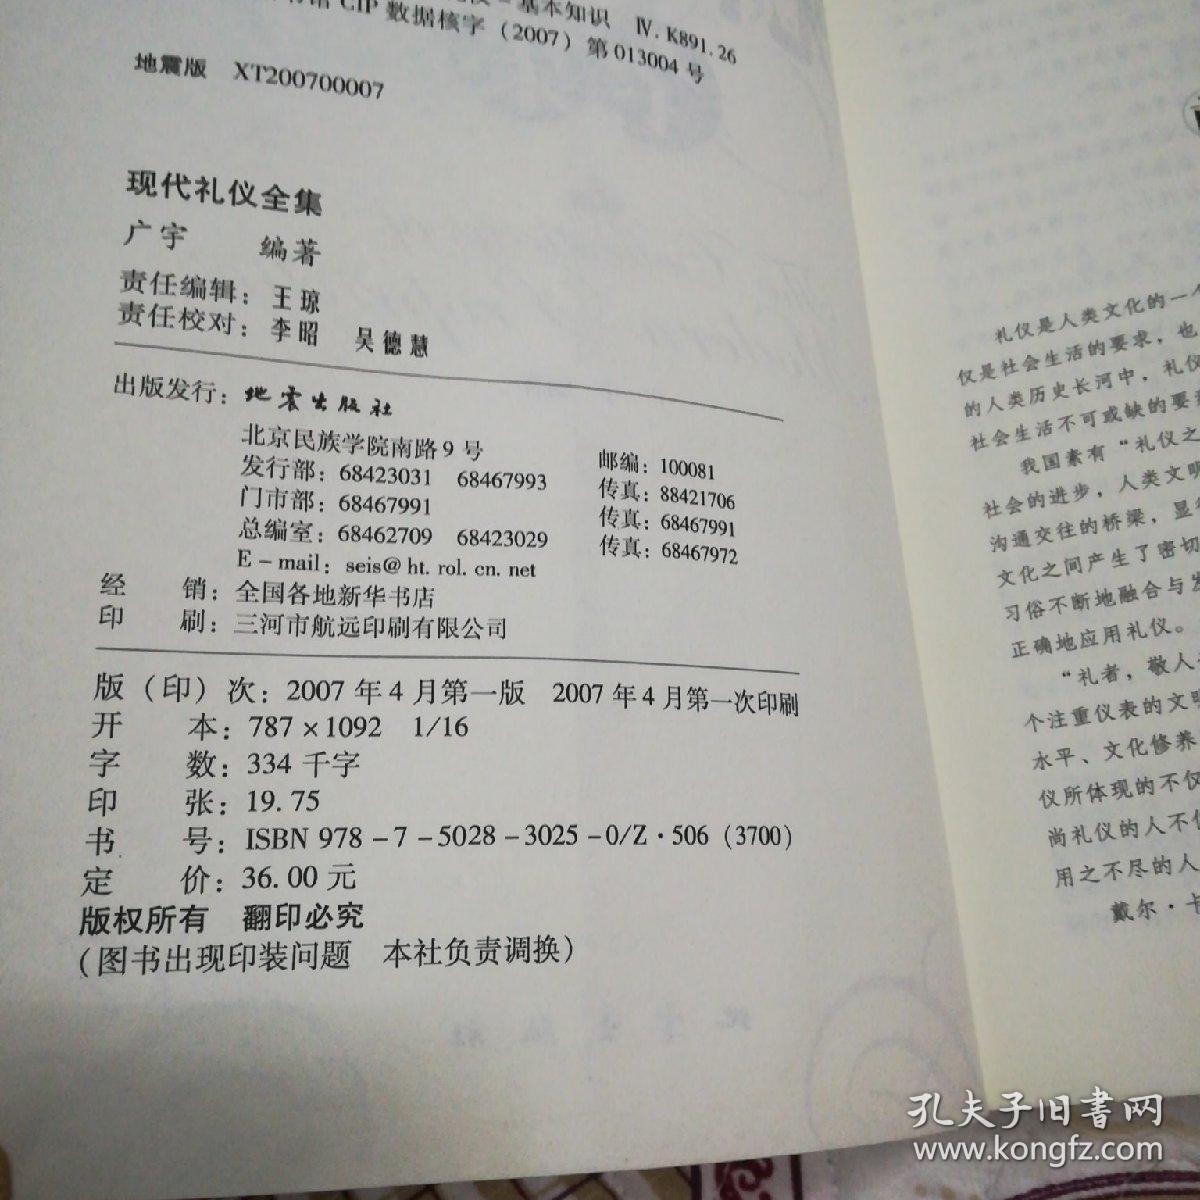 基本知识 Ⅳ. K891.26
CIP 数据核字（2007）第 013004 号
地震版 XT200700007
现代礼仪全集
广宇 编著
责任编辑：王琼
责任校对：李昭 吴德慧
出版发行：地震出版社
北京民族学院南路 9 号 邮编：100081
发行部：68423031 68467993 传真：88421706
门市部：68467991 传真：68467991
总编室：68462709 68423029 传真：68467972
E-mail：seis@ht.rol.cn.net
经 销：全国各地新华书店
印 刷：三河市航远印刷有限公司
版（印）次：2007 年 4 月第一版 2007 年 4 月第一次印刷
开 本：787×1092 1/16
字 数：334 千字
印 张：19.75
书 号：ISBN 978-7-5028-3025-0/Z·506（3700）
定 价：36.00 元
版权所有 翻印必究
（图书出现印装问题 本社负责调换）
礼仪是人类文化的一个
仪是社会生活的要求，也
的人类历史长河中，礼仪
社会生活不可或缺的要
我国素有“礼仪之
社会的进步，人类文明
沟通交往的桥梁，显
文化之间产生了密切
习俗不断地融合与发
正确地应用礼仪。
“礼者，敬人
个注重仪表的文明
水平、文化修养
仪所体现的不仅
尚礼仪的人不仅
用之不尽的人
戴尔·卡
孔夫子旧书网
www.kongfz.com